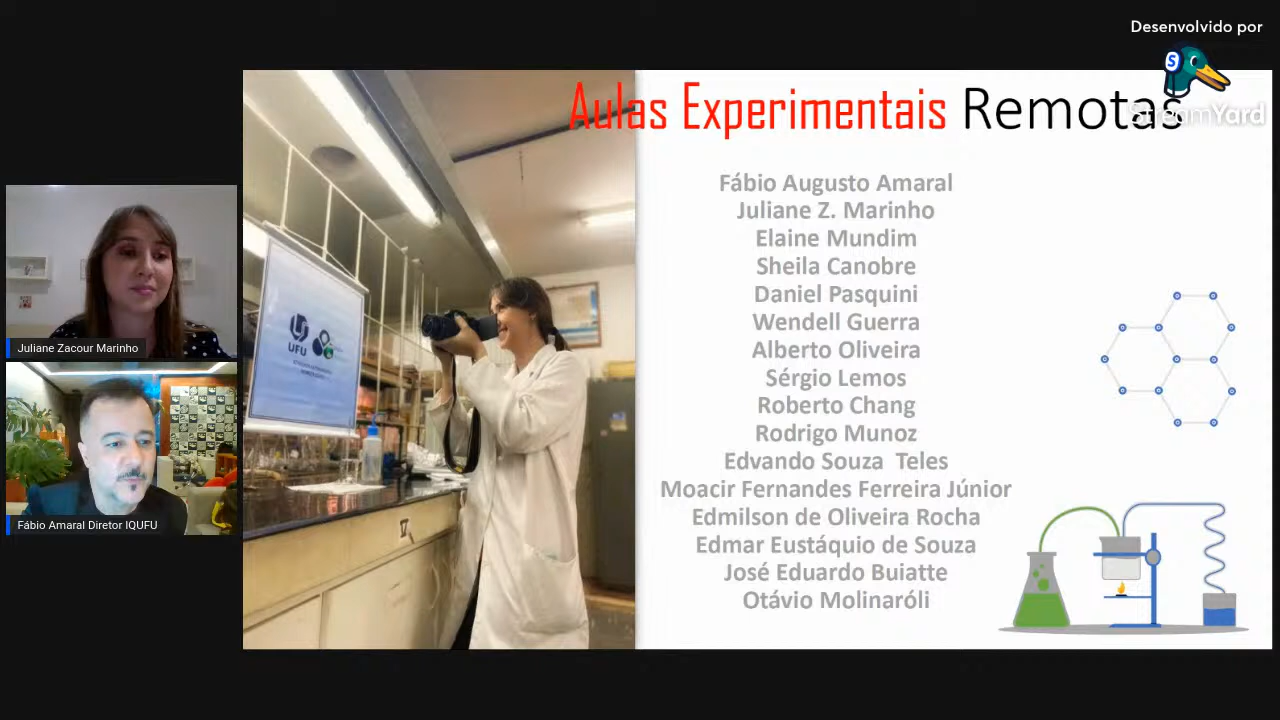 Desenvolvido por
StreamYard
Aulas Experimentais Remotas
Fábio Augusto Amaral
Juliane Z. Marinho
Elaine Mundim
Sheila Canobre
Daniel Pasquini
Wendell Guerra
Alberto Oliveira
Sérgio Lemos
Roberto Chang
Rodrigo Munoz
Edvando Souza Teles
Moacir Fernandes Ferreira Júnior
Edmilson de Oliveira Rocha
Edmar Eustáquio de Souza
José Eduardo Buiatte
Otávio Molinaróli
UFU
Juliane Zacour Marinho
Fábio Amaral Diretor IQUFU